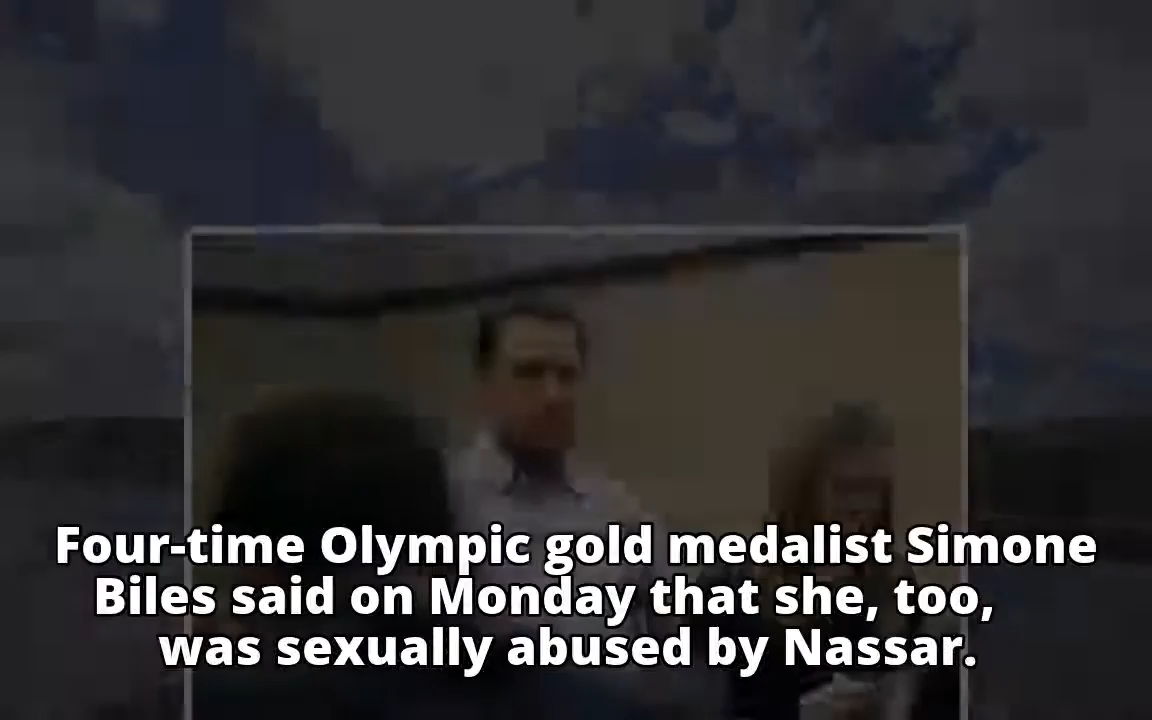 Four-time Olympic gold medalist Simone
Biles said on Monday that she, too,
was sexually abused by Nassar.